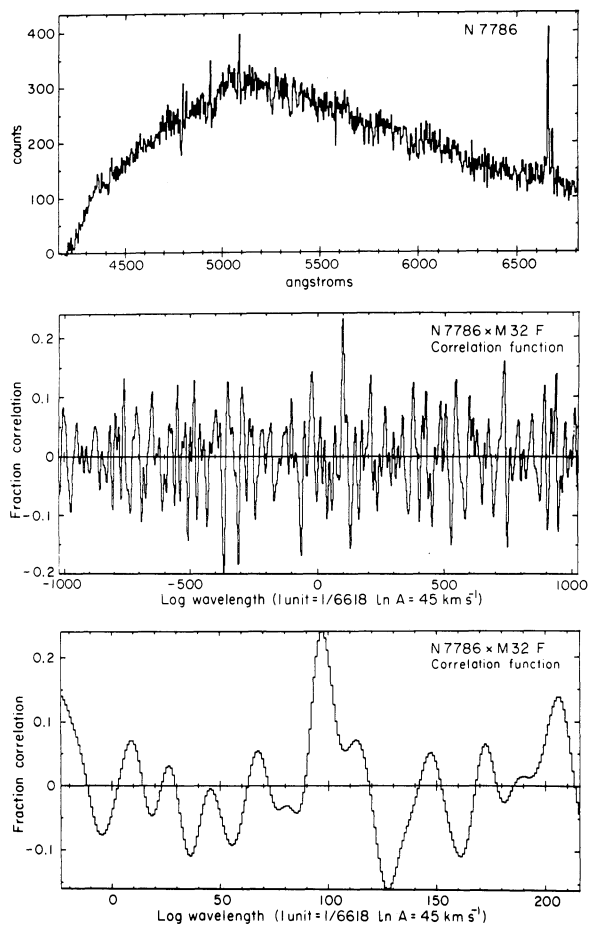 N 7786
400
300
200
100
0
counts
4500 5000 5500 6000 6500
angstroms
N 7786 x M 32 F
Correlation function
0.2
0.1
0
-0.1
-0.2
Fraction correlation
-1000 -500 0 500 1000
Log wavelength (1 unit = 1/6618 ln A = 45 km s⁻¹)
N 7786 x M 32 F
Correlation function
0.2
0.1
0
-0.1
Fraction correlation
0 100 200
Log wavelength (1 unit = 1/6618 ln A = 45 km s⁻¹)